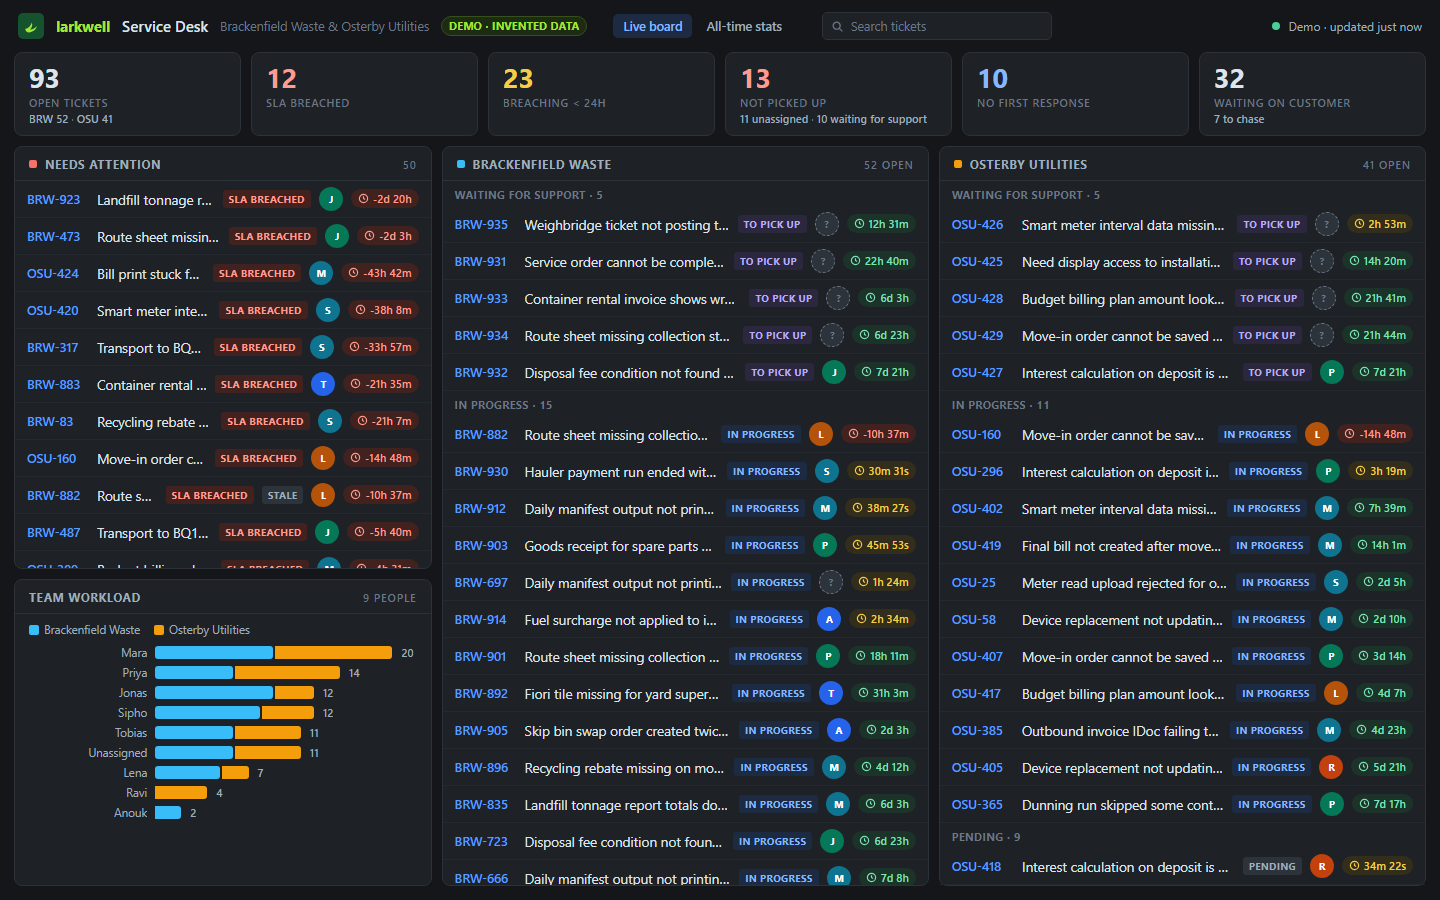 larkwell Service Desk Brackenfield Waste & Osterby Utilities DEMO · INVENTED DATA Live board All-time stats Search tickets Demo · updated just now
93
OPEN TICKETS
BRW 52 · OSU 41
12
SLA BREACHED
23
BREACHING < 24H
13
NOT PICKED UP
11 unassigned · 10 waiting for support
10
NO FIRST RESPONSE
32
WAITING ON CUSTOMER
7 to chase
NEEDS ATTENTION 50
BRW-923 Landfill tonnage r... SLA BREACHED J -2d 20h
BRW-473 Route sheet missin... SLA BREACHED J -2d 3h
OSU-424 Bill print stuck f... SLA BREACHED M -43h 42m
OSU-420 Smart meter inte... SLA BREACHED S -38h 8m
BRW-317 Transport to BQ... SLA BREACHED S -33h 57m
BRW-883 Container rental ... SLA BREACHED T -21h 35m
BRW-83 Recycling rebate ... SLA BREACHED S -21h 7m
OSU-160 Move-in order c... SLA BREACHED L -14h 48m
BRW-882 Route s... SLA BREACHED STALE L -10h 37m
BRW-487 Transport to BQ1... SLA BREACHED J -5h 40m
TEAM WORKLOAD 9 PEOPLE
Brackenfield Waste Osterby Utilities
Mara 20
Priya 14
Jonas 12
Sipho 12
Tobias 11
Unassigned 11
Lena 7
Ravi 4
Anouk 2
BRACKENFIELD WASTE 52 OPEN
WAITING FOR SUPPORT · 5
BRW-935 Weighbridge ticket not posting t... TO PICK UP ? 12h 31m
BRW-931 Service order cannot be comple... TO PICK UP ? 22h 40m
BRW-933 Container rental invoice shows wr... TO PICK UP ? 6d 3h
BRW-934 Route sheet missing collection st... TO PICK UP ? 6d 23h
BRW-932 Disposal fee condition not found ... TO PICK UP J 7d 21h
IN PROGRESS · 15
BRW-882 Route sheet missing collectio... IN PROGRESS L -10h 37m
BRW-930 Hauler payment run ended wit... IN PROGRESS S 30m 31s
BRW-912 Daily manifest output not prin... IN PROGRESS M 38m 27s
BRW-903 Goods receipt for spare parts ... IN PROGRESS P 45m 53s
BRW-697 Daily manifest output not printi... IN PROGRESS ? 1h 24m
BRW-914 Fuel surcharge not applied to i... IN PROGRESS A 2h 34m
BRW-901 Route sheet missing collection ... IN PROGRESS P 18h 11m
BRW-892 Fiori tile missing for yard super... IN PROGRESS T 31h 3m
BRW-905 Skip bin swap order created twic... IN PROGRESS A 2d 3h
BRW-896 Recycling rebate missing on mo... IN PROGRESS M 4d 12h
BRW-835 Landfill tonnage report totals do... IN PROGRESS M 6d 3h
BRW-723 Disposal fee condition not foun... IN PROGRESS J 6d 23h
BRW-666 Daily manifest output not printin... IN PROGRESS M 7d 8h
OSTERBY UTILITIES 41 OPEN
WAITING FOR SUPPORT · 5
OSU-426 Smart meter interval data missin... TO PICK UP ? 2h 53m
OSU-425 Need display access to installati... TO PICK UP ? 14h 20m
OSU-428 Budget billing plan amount look... TO PICK UP ? 21h 41m
OSU-429 Move-in order cannot be saved ... TO PICK UP ? 21h 44m
OSU-427 Interest calculation on deposit is ... TO PICK UP P 7d 21h
IN PROGRESS · 11
OSU-160 Move-in order cannot be sav... IN PROGRESS L -14h 48m
OSU-296 Interest calculation on deposit i... IN PROGRESS P 3h 19m
OSU-402 Smart meter interval data missi... IN PROGRESS M 7h 39m
OSU-419 Final bill not created after move... IN PROGRESS M 14h 1m
OSU-25 Meter read upload rejected for o... IN PROGRESS S 2d 5h
OSU-58 Device replacement not updatin... IN PROGRESS M 2d 10h
OSU-407 Move-in order cannot be saved ... IN PROGRESS P 3d 14h
OSU-417 Budget billing plan amount look... IN PROGRESS L 4d 7h
OSU-385 Outbound invoice IDoc failing t... IN PROGRESS M 4d 23h
OSU-405 Device replacement not updatin... IN PROGRESS R 5d 21h
OSU-365 Dunning run skipped some cont... IN PROGRESS P 7d 17h
PENDING · 9
OSU-418 Interest calculation on deposit is ... PENDING R 34m 22s